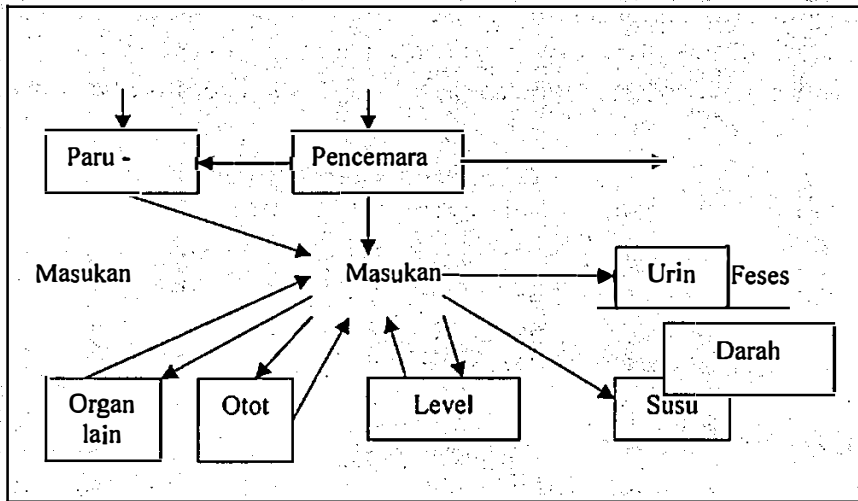 Paru - Pencemara
Masukan Masukan Urin Feses
Darah
Organ Otot Level Susu
lain